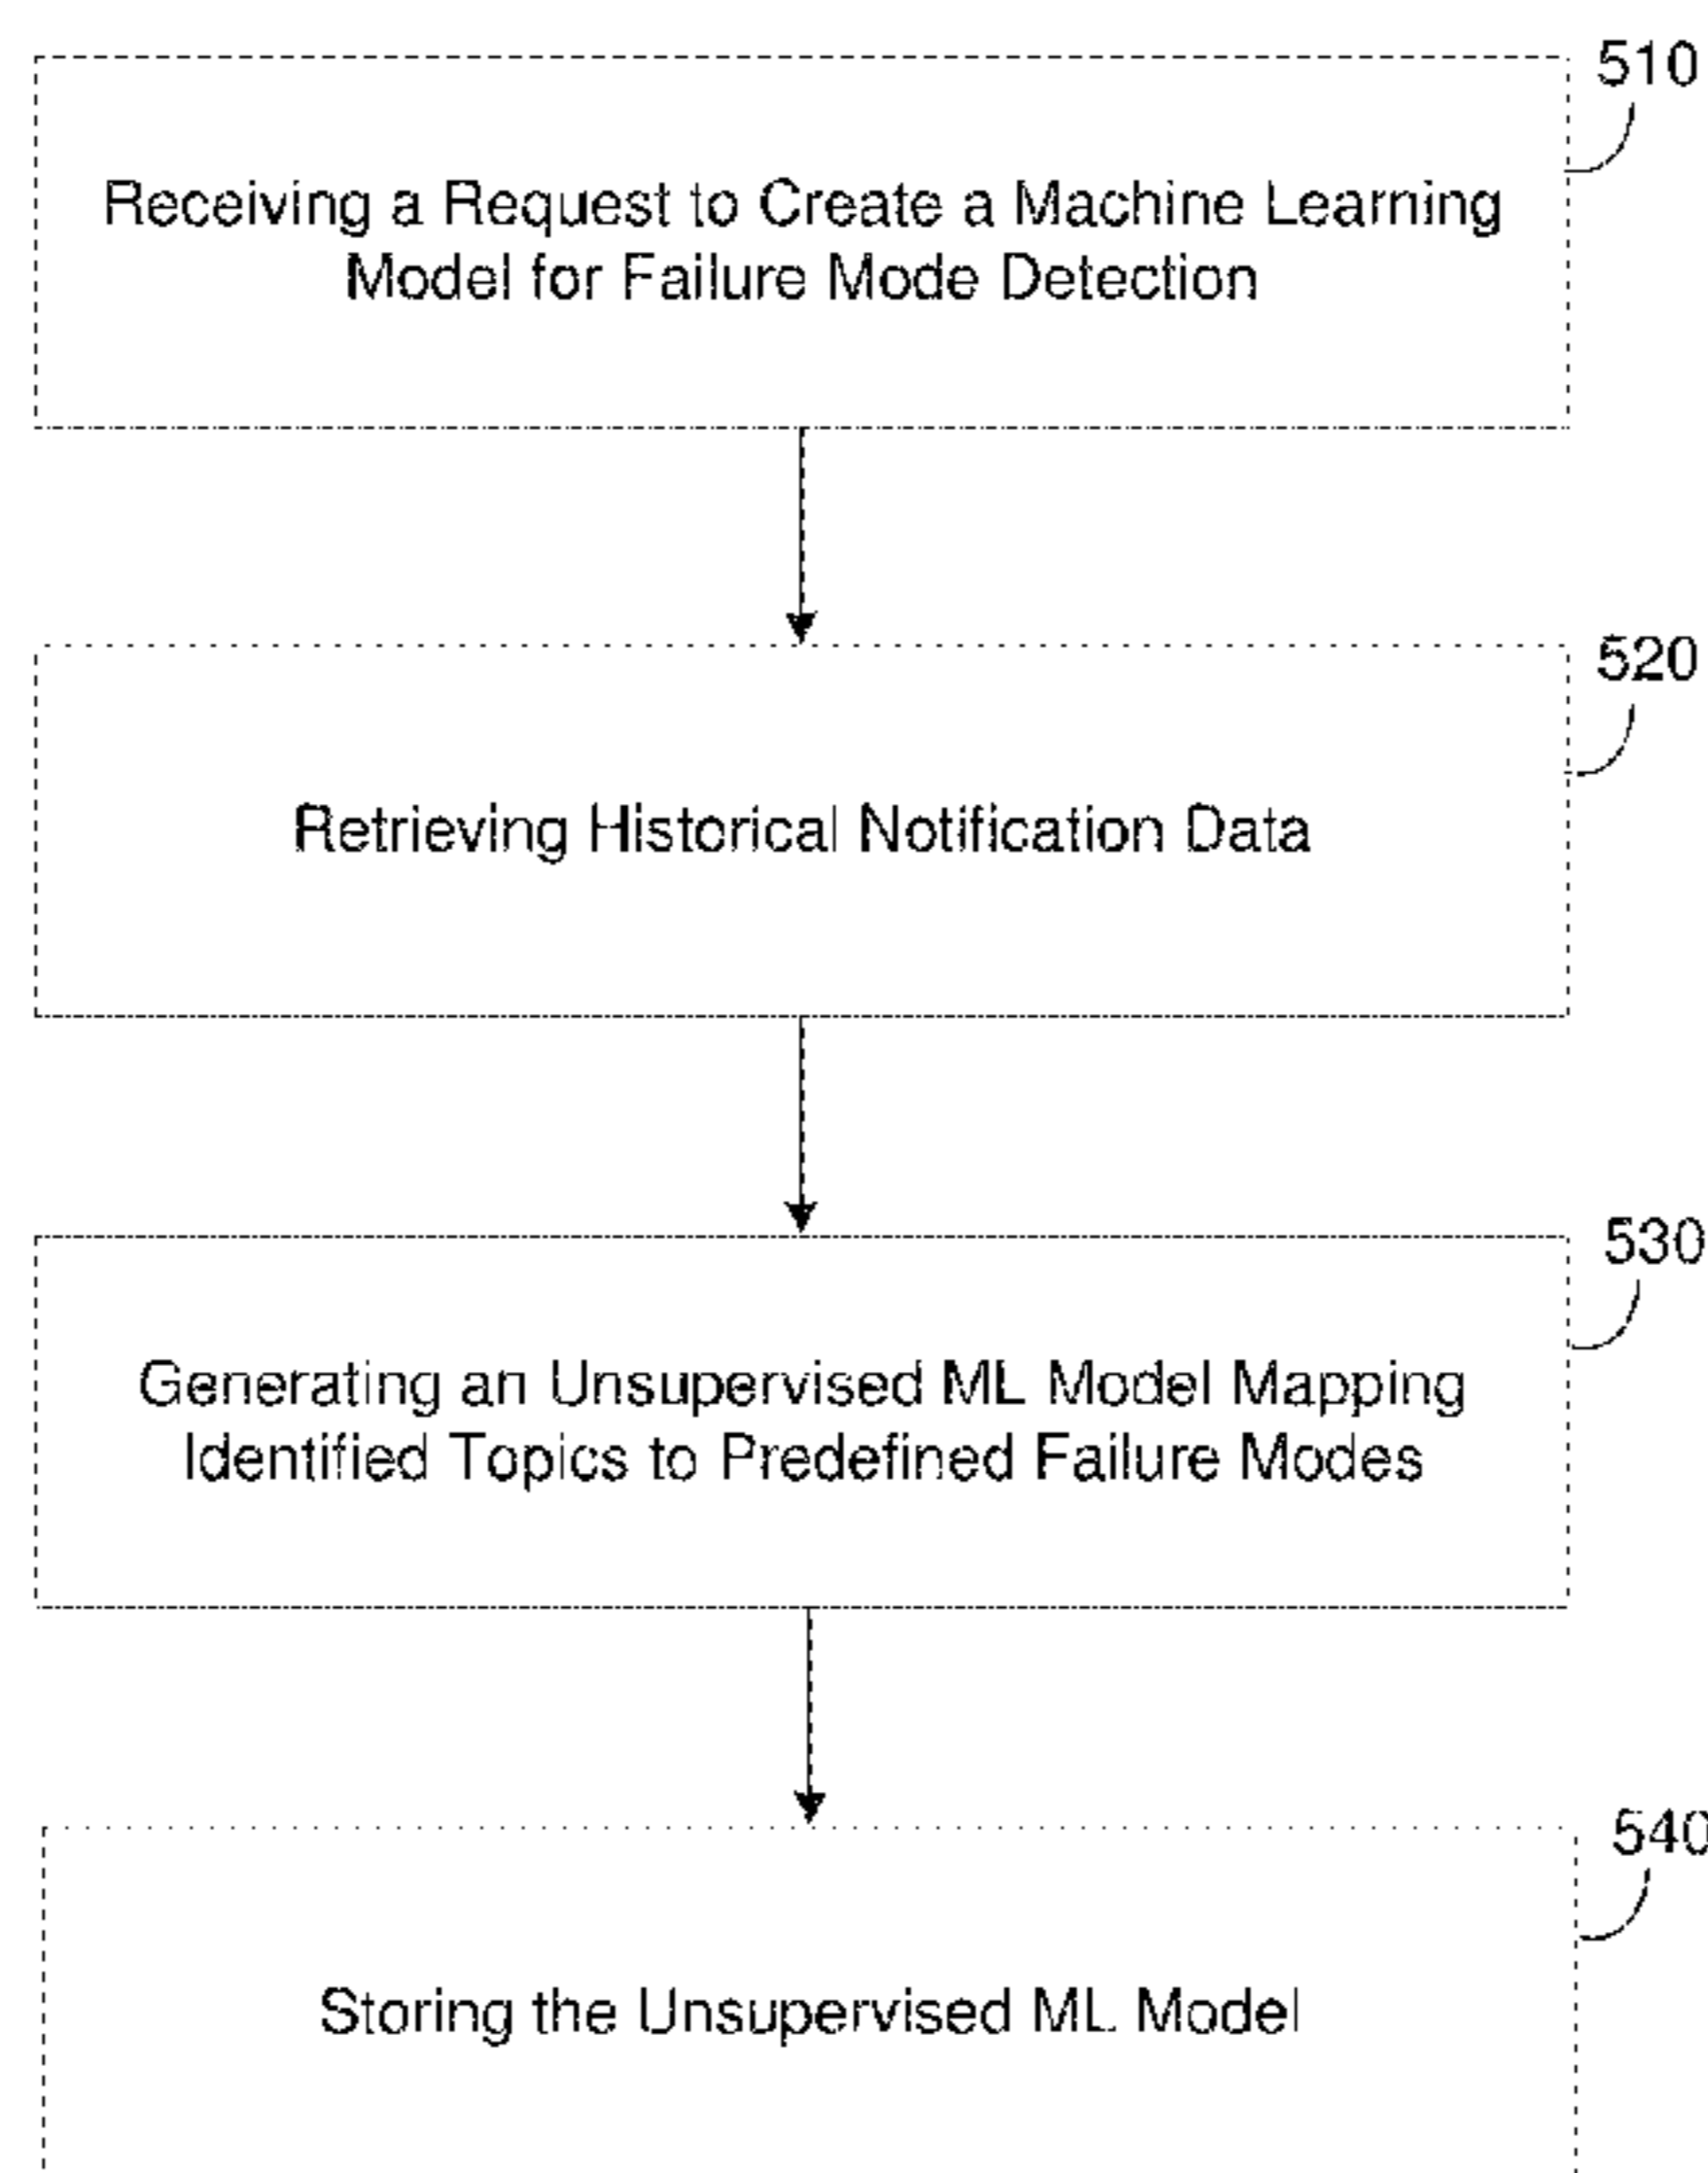 510
Receiving a Request to Create a Machine Learning
Model for Failure Mode Detection
520
Retrieving Historical Notification Data
530
Generating an Unsupervised ML Model Mapping
Identified Topics to Predefined Failure Modes
540
Storing the Unsupervised ML Model